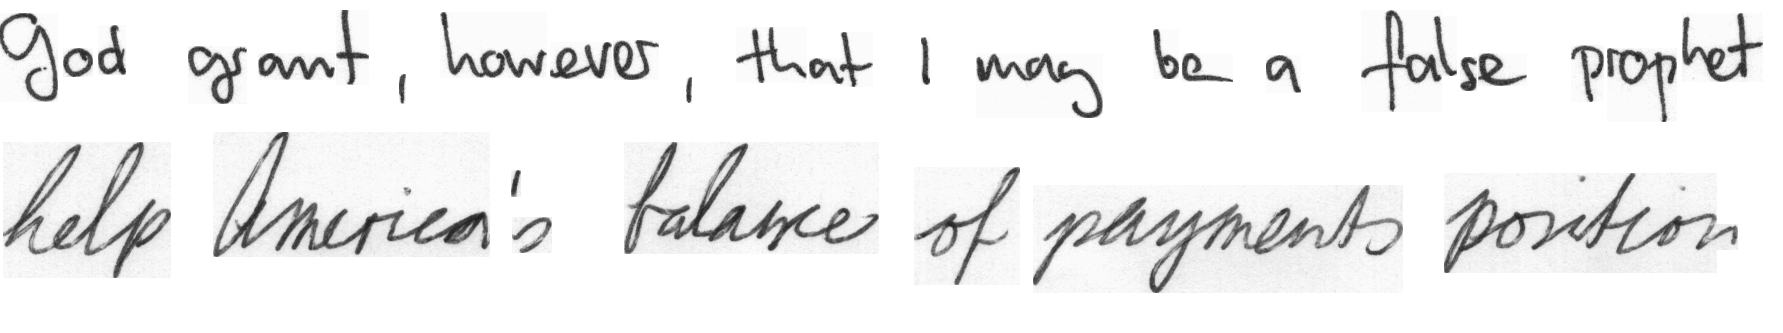 God grant, however, that I may be a false prophet
help America's balance of payments position